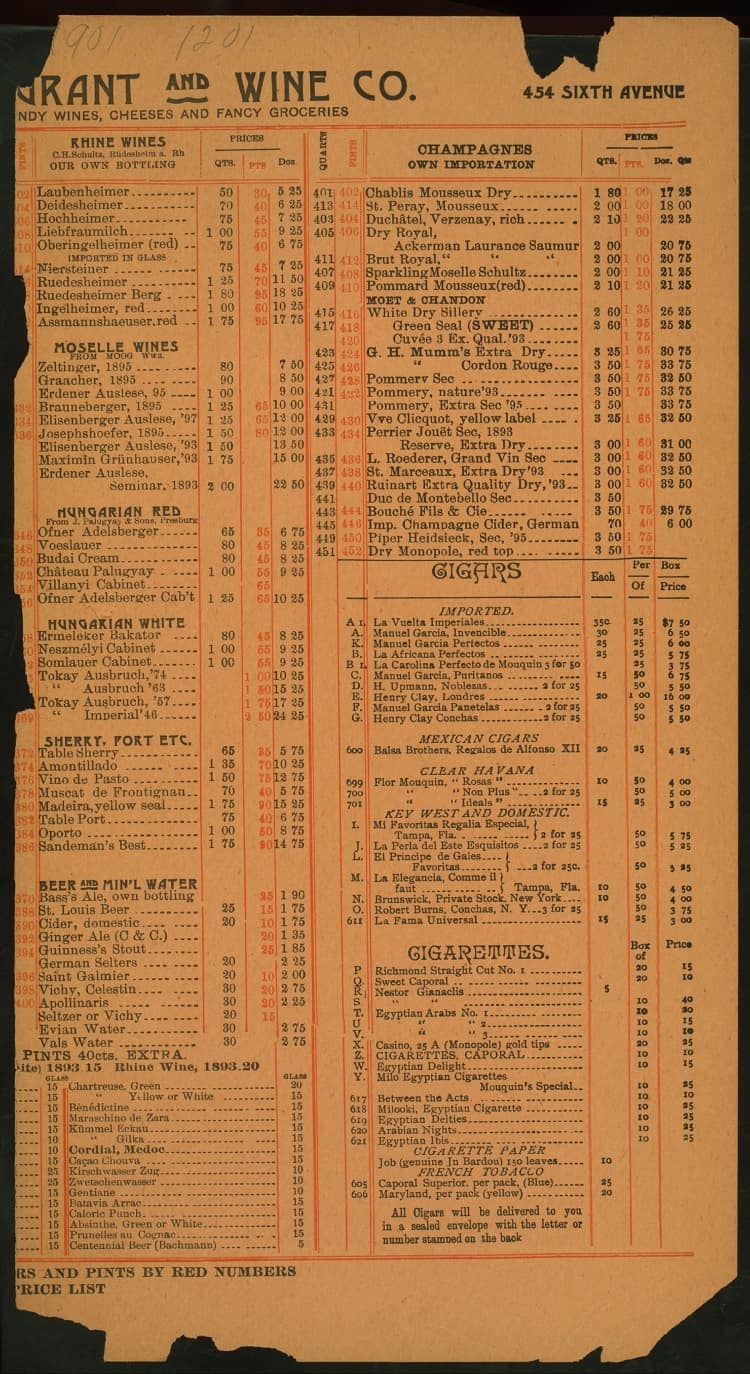 901 1201
RANT AND WINE CO. 454 SIXTH AVENUE
NDY WINES, CHEESES AND FANCY GROCERIES
RHINE WINES
C.H.Schultz, Rüdesheim a. Rh
OUR OWN BOTTLING
PRICES
PINTS QTS. PTS Doz
02 Laubenheimer 50 30 5 25
04 Deidesheimer 70 40 6 25
Hochheimer 75 45 7 25
Liebfraumilch 1 00 55 9 25
Oberingelheimer (red) 75 40 6 75
IMPORTED IN GLASS
Niersteiner 75 45 7 25
Ruedesheimer 1 25 70 11 50
Ruedesheimer Berg 1 80 95 18 25
Ingelheimer, red 1 00 60 10 25
Assmannshaeuser.red 1 75 95 17 75
MOSELLE WINES
FROM MOOG Wwe.
Zeltinger, 1895 80 7 50
Graacher, 1895 90 8 50
Erdener Auslese, 95 1 00 9 00
Brauneberger, 1895 1 25 65 10 00
Elisenberger Auslese, '97 1 25 65 12 00
Josephshoefer, 1895 1 50 80 12 00
Elisenberger Auslese, '93 1 50 13 50
Maximin Grünhauser,'93 1 75 15 00
Erdener Auslese,
Seminar. 1893 2 00 22 50
HUNGARIAN RED
From J. Palugyay & Sons, Pressburg
Ofner Adelsberger 65 35 6 75
Voeslauer 80 45 8 25
Budai Cream 80 45 8 25
Château Palugyay 1 00 55 9 25
Villanyi Cabinet 65
Ofner Adelsberger Cab't 1 25 65 10 25
HUNGARIAN WHITE
Ermeleker Bakator 80 45 8 25
Neszmélyi Cabinet 1 00 55 9 25
Somlauer Cabinet 1 00 55 9 25
Tokay Ausbruch,'74 1 00 10 25
" Ausbruch '63 1 50 15 25
Tokay Ausbruch, '57 1 75 17 25
" Imperial'46 2 50 24 25
SHERRY, PORT ETC.
372 Table Sherry 65 35 5 75
374 Amontillado 1 35 70 10 25
376 Vino de Pasto 1 50 75 12 75
378 Muscat de Frontignan 70 40 5 75
380 Madeira,yellow seal 1 75 90 15 25
382 Table Port 75 40 6 75
384 Oporto 1 00 50 8 75
386 Sandeman's Best 1 75 90 14 75
BEER AND MIN'L WATER
370 Bass's Ale, own bottling 25 1 90
388 St. Louis Beer 25 15 1 75
390 Cider, domestic 20 10 1 75
392 Ginger Ale (C & C.) 20 1 35
394 Guinness's Stout 25 1 85
German Selters 20 2 25
396 Saint Galmier 20 10 2 00
398 Vichy, Celestin 30 20 2 75
400 Apollinaris 30 20 2 25
Seltzer or Vichy 20 15
Evian Water 30 2 75
Vals Water 30 2 75
PINTS 40cts. EXTRA.
ite) 1893 15 Rhine Wine, 1893.20
GLASS GLASS
15 Chartreuse, Green 20
15 " Yellow or White 15
15 Bénédictine 15
15 Maraschino de Zara 15
15 Kümmel Eckau 15
10 " Gilka 15
10 Cordial, Medoc 15
15 Caçao Chouva 15
25 Kirschwasser Zug 10
25 Zwetschenwasser 10
15 Gentiane 10
15 Batavia Arrac 15
15 Caloric Punch 15
15 Absinthe, Green or White 15
15 Prunelles au Cognac 15
15 Centennial Beer (Bachmann) 5
RS AND PINTS BY RED NUMBERS
PRICE LIST
QUARTS PINTS
CHAMPAGNES
OWN IMPORTATION
PRICES
QTS. PTS. Doz. Qts
401 402 Chablis Mousseux Dry 1 80 1 00 17 25
413 414 St. Peray, Mousseux 2 00 1 00 18 00
403 404 Duchâtel, Verzenay, rich 2 10 1 20 22 25
405 406 Dry Royal, 1 00
Ackerman Laurance Saumur 2 00 20 75
411 412 Brut Royal," " " 2 00 1 00 20 75
407 408 SparklingMoselle Schultz 2 00 1 10 21 25
409 410 Pommard Mousseux(red) 2 10 1 20 21 25
MOET & CHANDON
415 416 White Dry Sillery 2 60 1 35 26 25
417 418 Green Seal (SWEET) 2 60 1 35 25 25
420 Cuvée 3 Ex. Qual.'93 1 75
423 424 G. H. Mumm's Extra Dry 3 25 1 65 30 75
425 426 " Cordon Rouge 3 50 1 75 33 75
427 428 Pommery Sec 3 50 1 75 32 50
421 422 Pommery, nature'93 3 50 1 75 33 75
431 Pommery, Extra Sec '95 3 50 33 75
429 430 Vve Clicquot, yellow label 3 25 1 65 32 50
433 434 Perrier Jouët Sec, 1893
Reserve, Extra Dry 3 00 1 60 31 00
435 436 L. Roederer, Grand Vin Sec 3 00 1 60 32 50
437 438 St. Marceaux, Extra Dry'93 3 00 1 60 32 50
439 440 Ruinart Extra Quality Dry,'93 3 00 1 60 32 50
441 Duc de Montebello Sec 3 50
443 444 Bouché Fils & Cie 3 50 1 75 29 75
445 446 Imp. Champagne Cider, German 70 40 6 00
449 450 Piper Heidsieck, Sec, '95 3 50 1 75
451 452 Dry Monopole, red top 3 50 1 75
CIGARS
Each Per Of Box Price
IMPORTED.
A 1. La Vuelta Imperiales 35c. 25 $7 50
A. Manuel Garcia, Invencible 30 25 6 50
K. Manuel Garcia Perfectos 25 25 6 00
B. La Africana Perfectos 25 25 5 75
B 1. La Carolina Perfecto de Mouquin 3 for 50 25 3 75
C. Manuel Garcia, Puritanos 15 50 6 75
D. H. Upmann, Noblezas 2 for 25 50 5 50
E. Henry Clay, Londres 20 1 00 16 00
F. Manuel Garcia Panetelas 2 for 25 50 5 50
G. Henry Clay Conchas 2 for 25 50 5 50
MEXICAN CIGARS
600 Balsa Brothers, Regalos de Alfonso XII 20 25 4 25
CLEAR HAVANA
699 Flor Mouquin, " Rosas " 10 50 4 00
700 " " Non Plus" 2 for 25 50 5 00
701 " " Ideals " 15 25 3 00
KEY WEST AND DOMESTIC.
I. Mi Favoritas Regalia Especial,
Tampa, Fla. 2 for 25 50 5 75
J. La Perla del Este Esquisitos 2 for 25 50 5 25
L. El Principe de Gales
Favoritas 2 for 25c. 50 5 25
M. La Elegancia, Comme il
faut Tampa, Fla. 10 50 4 50
N. Brunswick, Private Stock, New York 10 50 4 00
O. Robert Burns, Conchas, N. Y. 3 for 25 50 3 75
611 La Fama Universal 15 25 3 00
CIGARETTES.
Box of Price
P Richmond Straight Cut No. 1 20 15
Q. Sweet Caporal 20 10
R. Nestor Gianaclis 5
S " " 10 40
T. Egyptian Arabs No. 1 10 20
U " " 2 10 15
V. " " 3 10 10
X. Casino, 25 A (Monopole) gold tips 20 25
Z. CIGARETTES, CAPORAL 10 10
W. Egyptian Delight 10 15
Y. Milo Egyptian Cigarettes
Mouquin's Special 10 25
617 Between the Acts 10 10
618 Milooki, Egyptian Cigarette 10 25
619 Egyptian Deities 10 25
620 Arabian Nights 10 25
621 Egyptian Ibis 10 25
CIGARETTE PAPER
Job (genuine Jn Bardou) 150 leaves 10
FRENCH TOBACCO
605 Caporal Superior. per pack, (Blue) 25
606 Maryland, per pack (yellow) 20
All Cigars will be delivered to you
in a sealed envelope with the letter or
number stamped on the back